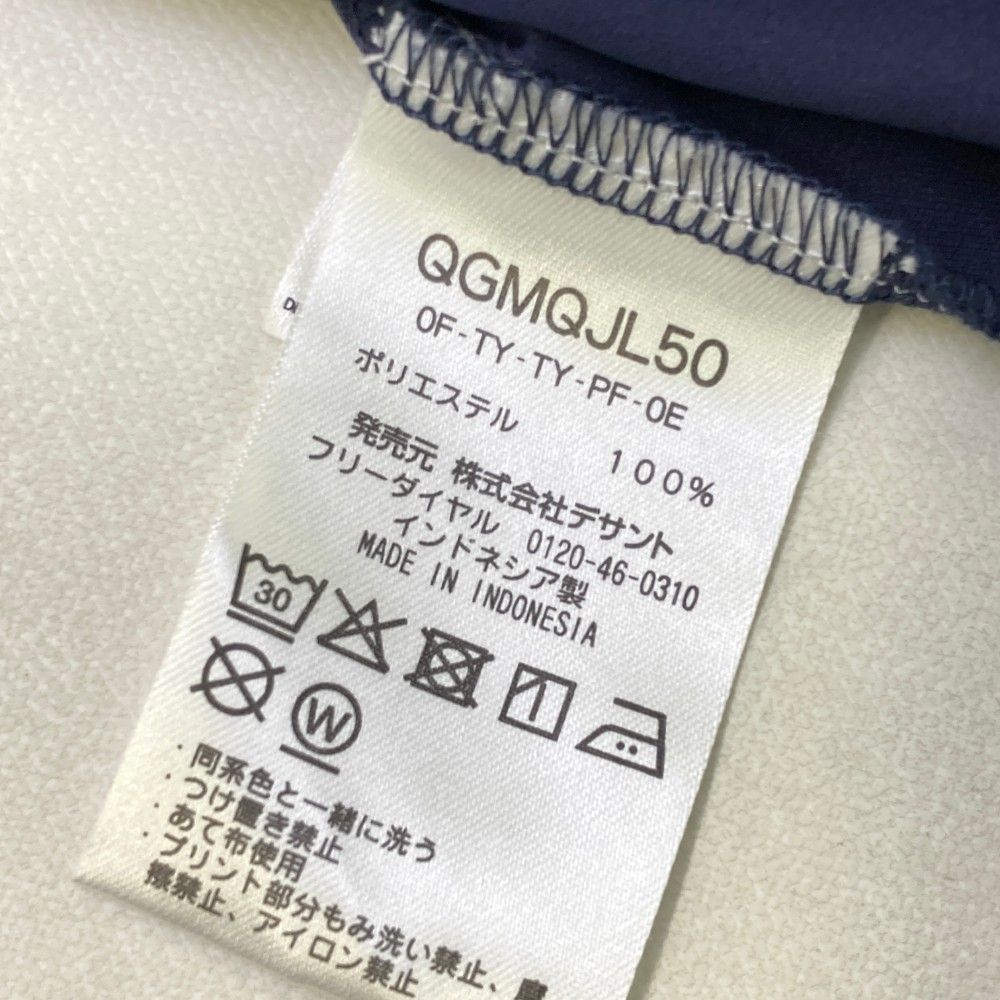 QGMQJL50
OF-TY-TY-PF-OE
ポリエステル 100%
発売元 株式会社デサント
フリーダイヤル 0120-46-0310
インドネシア製
MADE IN INDONESIA
30
W
・同系色と一緒に洗う
・つけ置き禁止
・あて布使用
・プリント部分もみ洗い禁止、摩
擦禁止、アイロン禁止